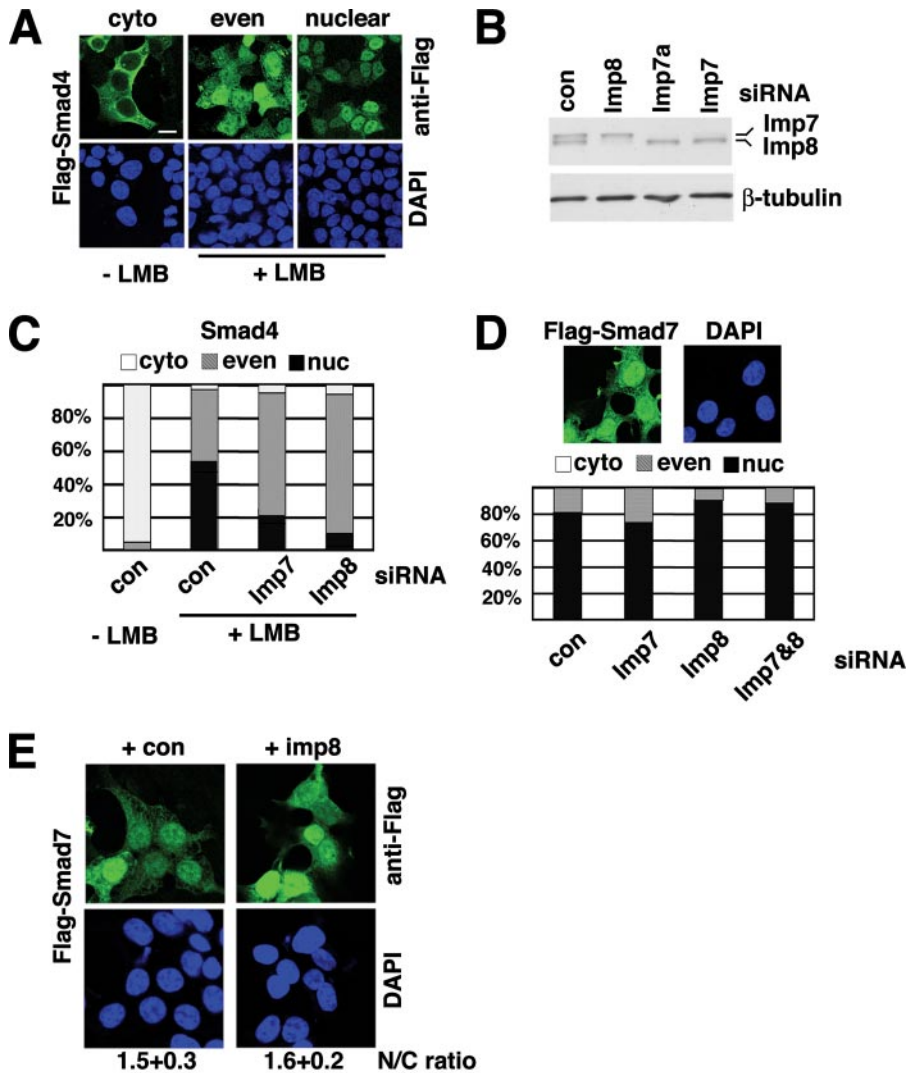 A
cyto even nuclear
Flag-Smad4
anti-Flag
DAPI
- LMB
+ LMB
B
con Imp8 Imp7a Imp7
siRNA
Imp7
Imp8
β-tubulin
C
Smad4
cyto even nuc
80%
60%
40%
20%
con con Imp7 Imp8 siRNA
- LMB + LMB
D
Flag-Smad7 DAPI
cyto even nuc
80%
60%
40%
20%
con Imp7 Imp8 Imp7&8 siRNA
E
+ con + imp8
Flag-Smad7
anti-Flag
DAPI
1.5+0.3 1.6+0.2 N/C ratio